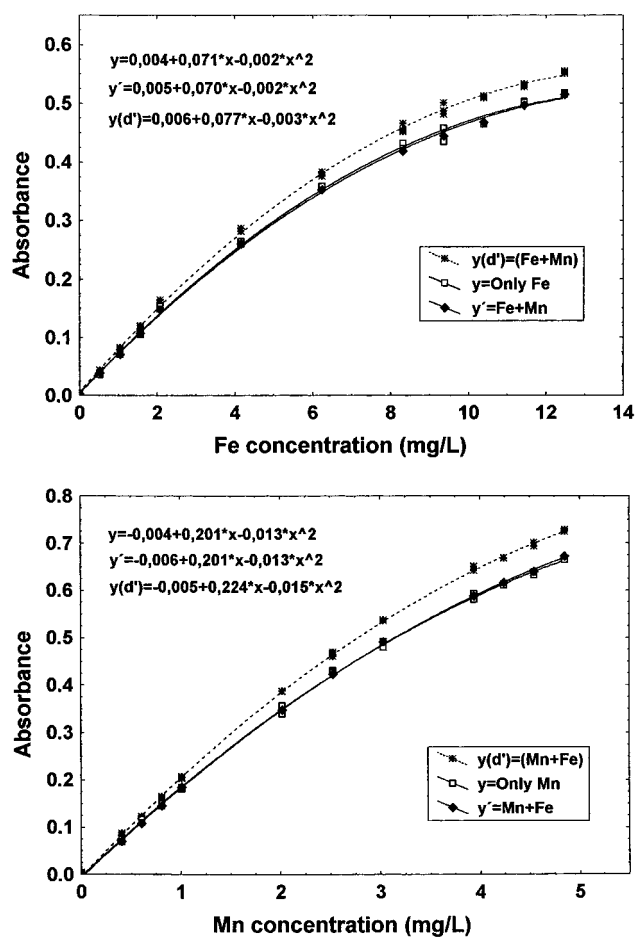 0.6
0.5
0.4
0.3
0.2
0.1
0.0
Absorbance
y=0,004+0,071*x-0,002*x^2
y´=0,005+0,070*x-0,002*x^2
y(d')=0,006+0,077*x-0,003*x^2
y(d')=(Fe+Mn)
y=Only Fe
y´=Fe+Mn
0 2 4 6 8 10 12 14
Fe concentration (mg/L)
0.8
0.7
0.6
0.5
0.4
0.3
0.2
0.1
0.0
Absorbance
y=-0,004+0,201*x-0,013*x^2
y´=-0,006+0,201*x-0,013*x^2
y(d')=-0,005+0,224*x-0,015*x^2
y(d')=(Mn+Fe)
y=Only Mn
y´=Mn+Fe
0 1 2 3 4 5
Mn concentration (mg/L)